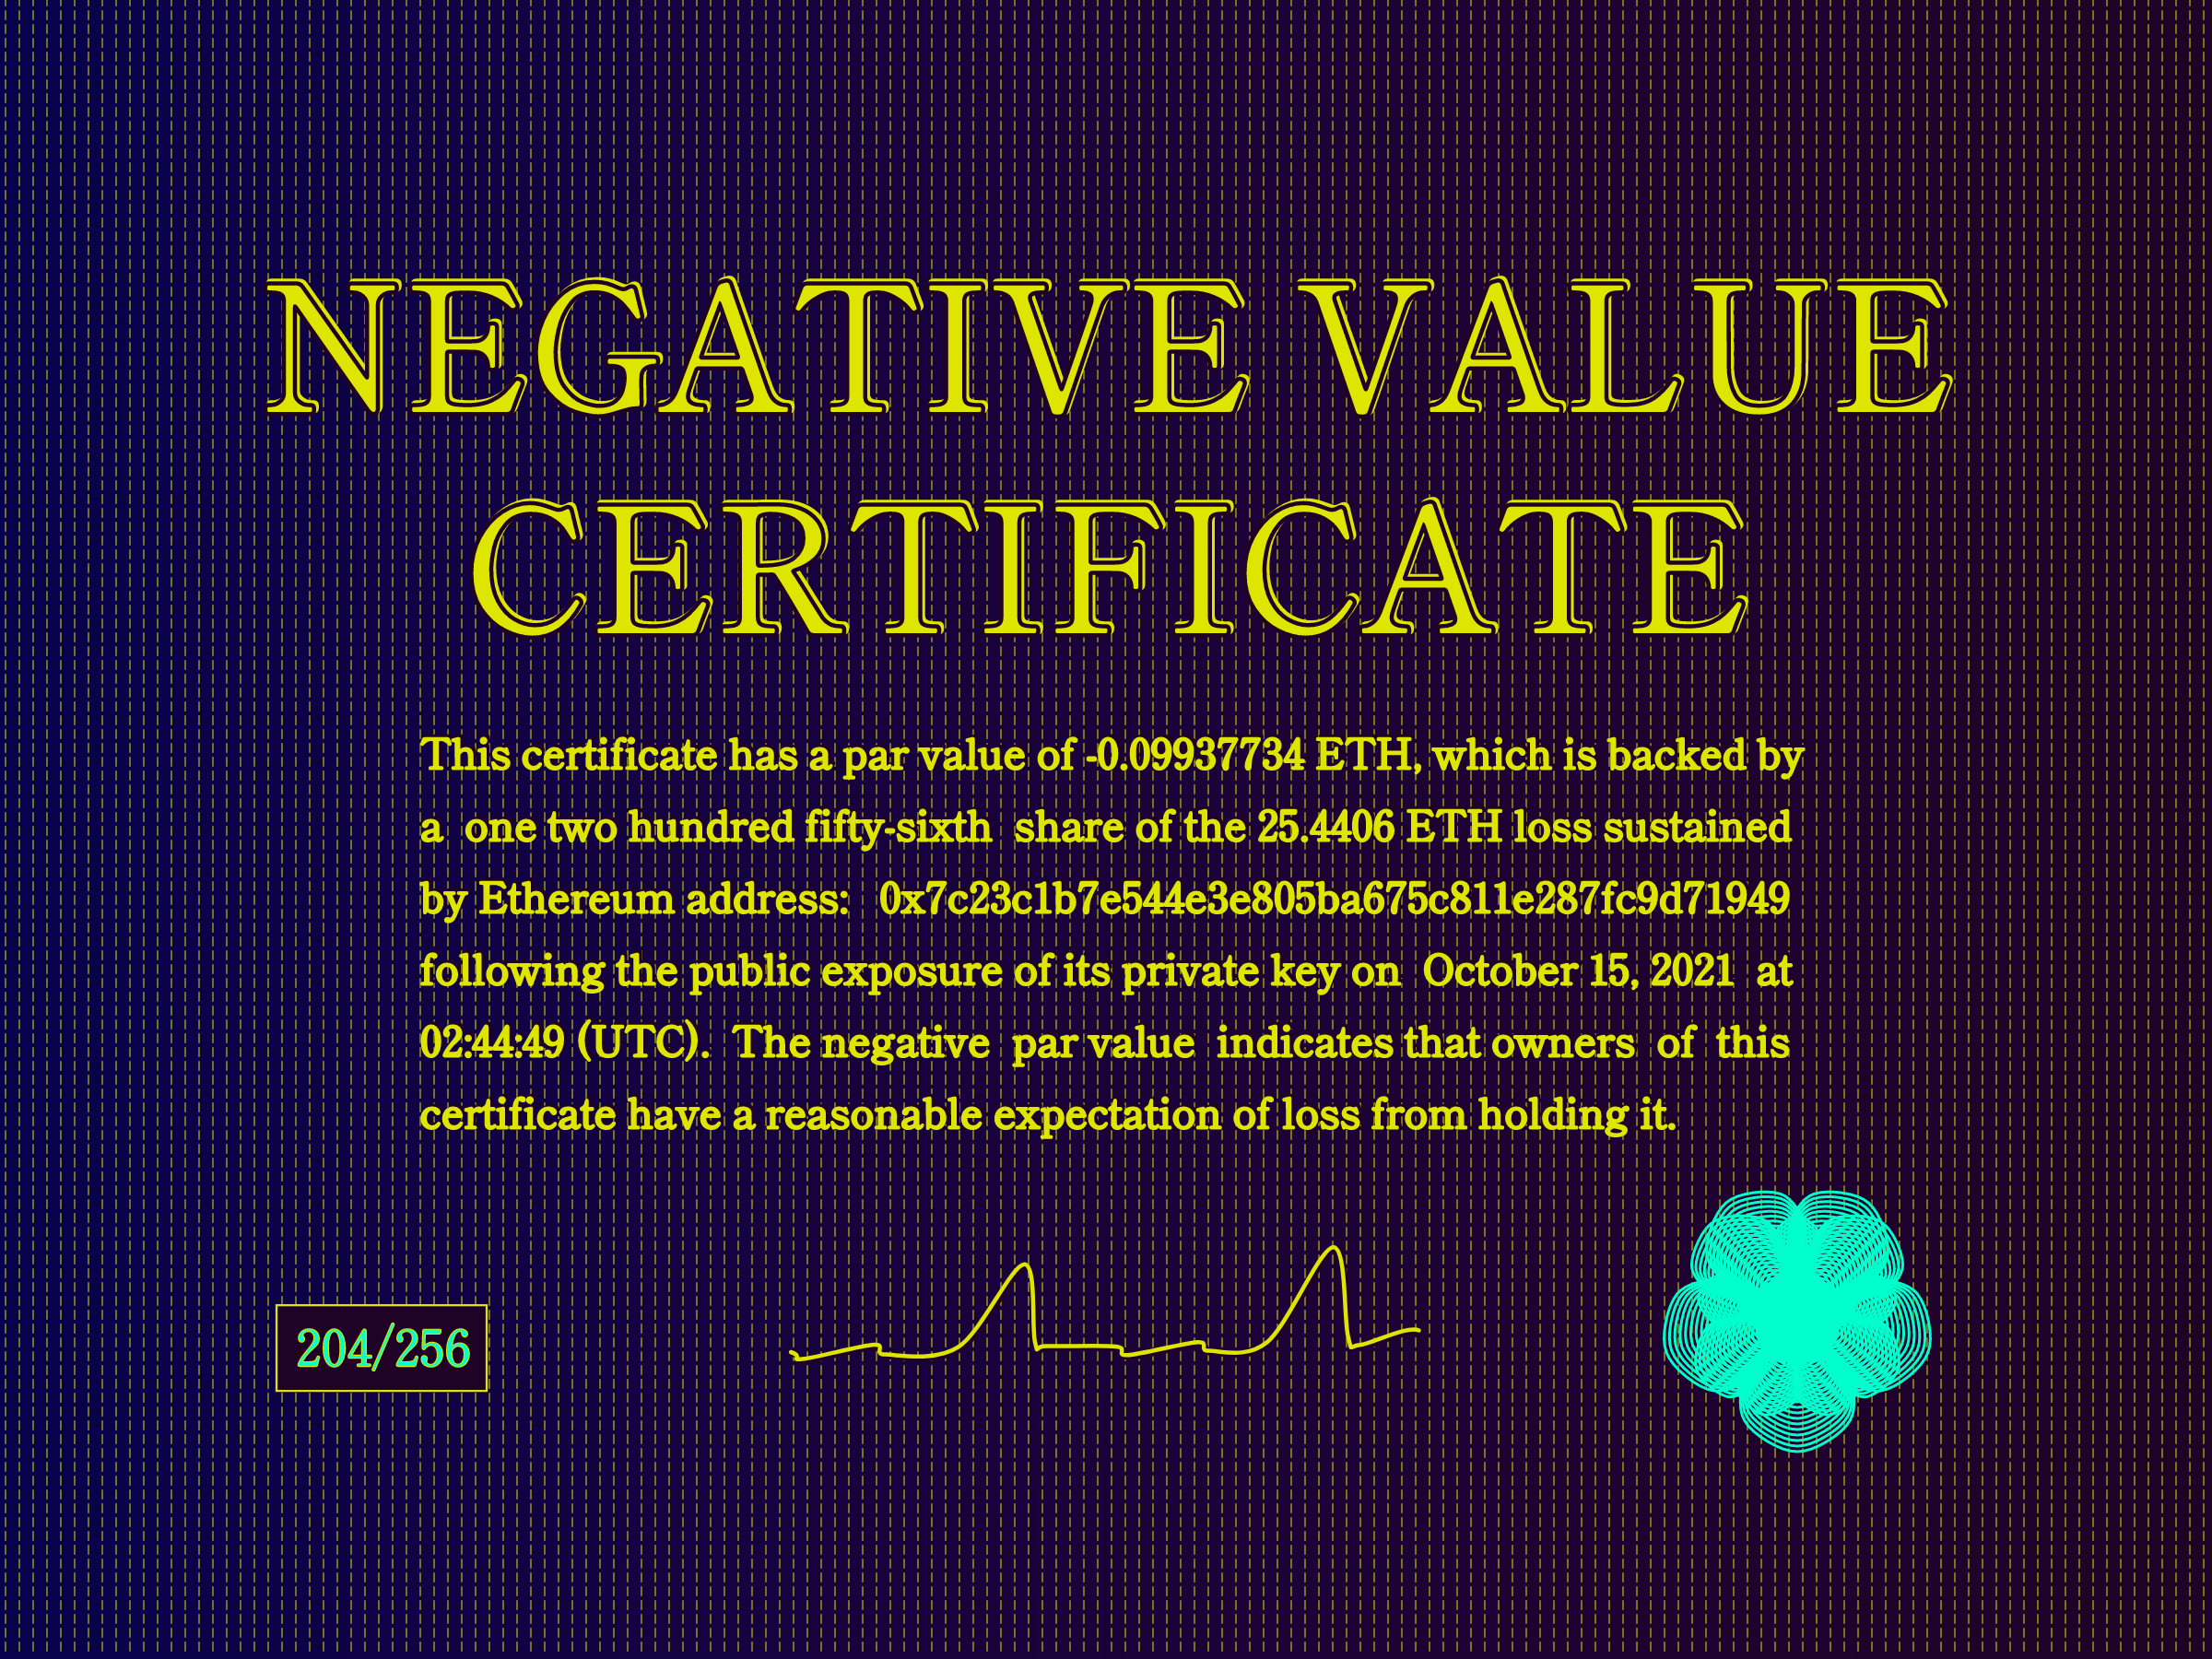 NEGATIVE VALUE
CERTIFICATE
This certificate has a par value of -0.09937734 ETH, which is backed by
a one two hundred fifty-sixth share of the 25.4406 ETH loss sustained
by Ethereum address: 0x7c23c1b7e544e3e805ba675c811e287fc9d71949
following the public exposure of its private key on October 15, 2021 at
02:44:49 (UTC). The negative par value indicates that owners of this
certificate have a reasonable expectation of loss from holding it.
204/256